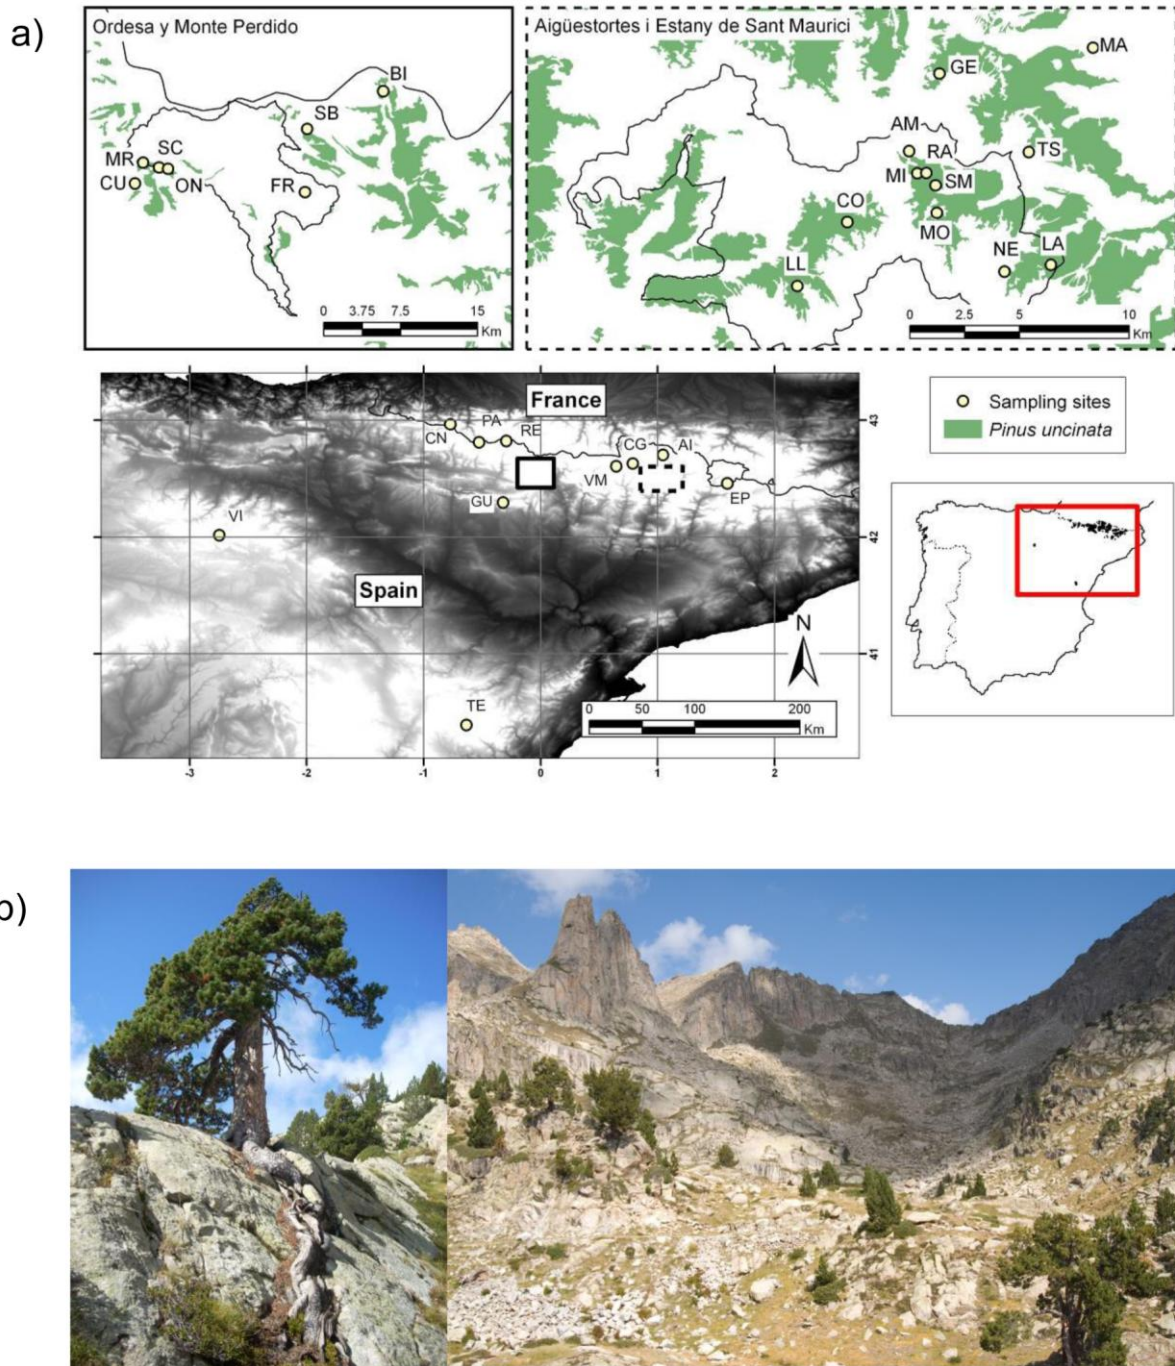 a)
Ordesa y Monte Perdido
BI
SB
SC
MR
CU
ON
FR
0 3.75 7.5 15
Km
Aigüestortes i Estany de Sant Maurici
MA
GE
AM
RA
TS
MI
SM
CO
MO
NE
LA
LL
0 2.5 5 10
Km
France
43
PA
RE
CN
CG
AI
VM
EP
GU
VI
42
Spain
41
N
TE
0 50 100 200
Km
-3 -2 -1 0 1 2
Sampling sites
Pinus uncinata
b)